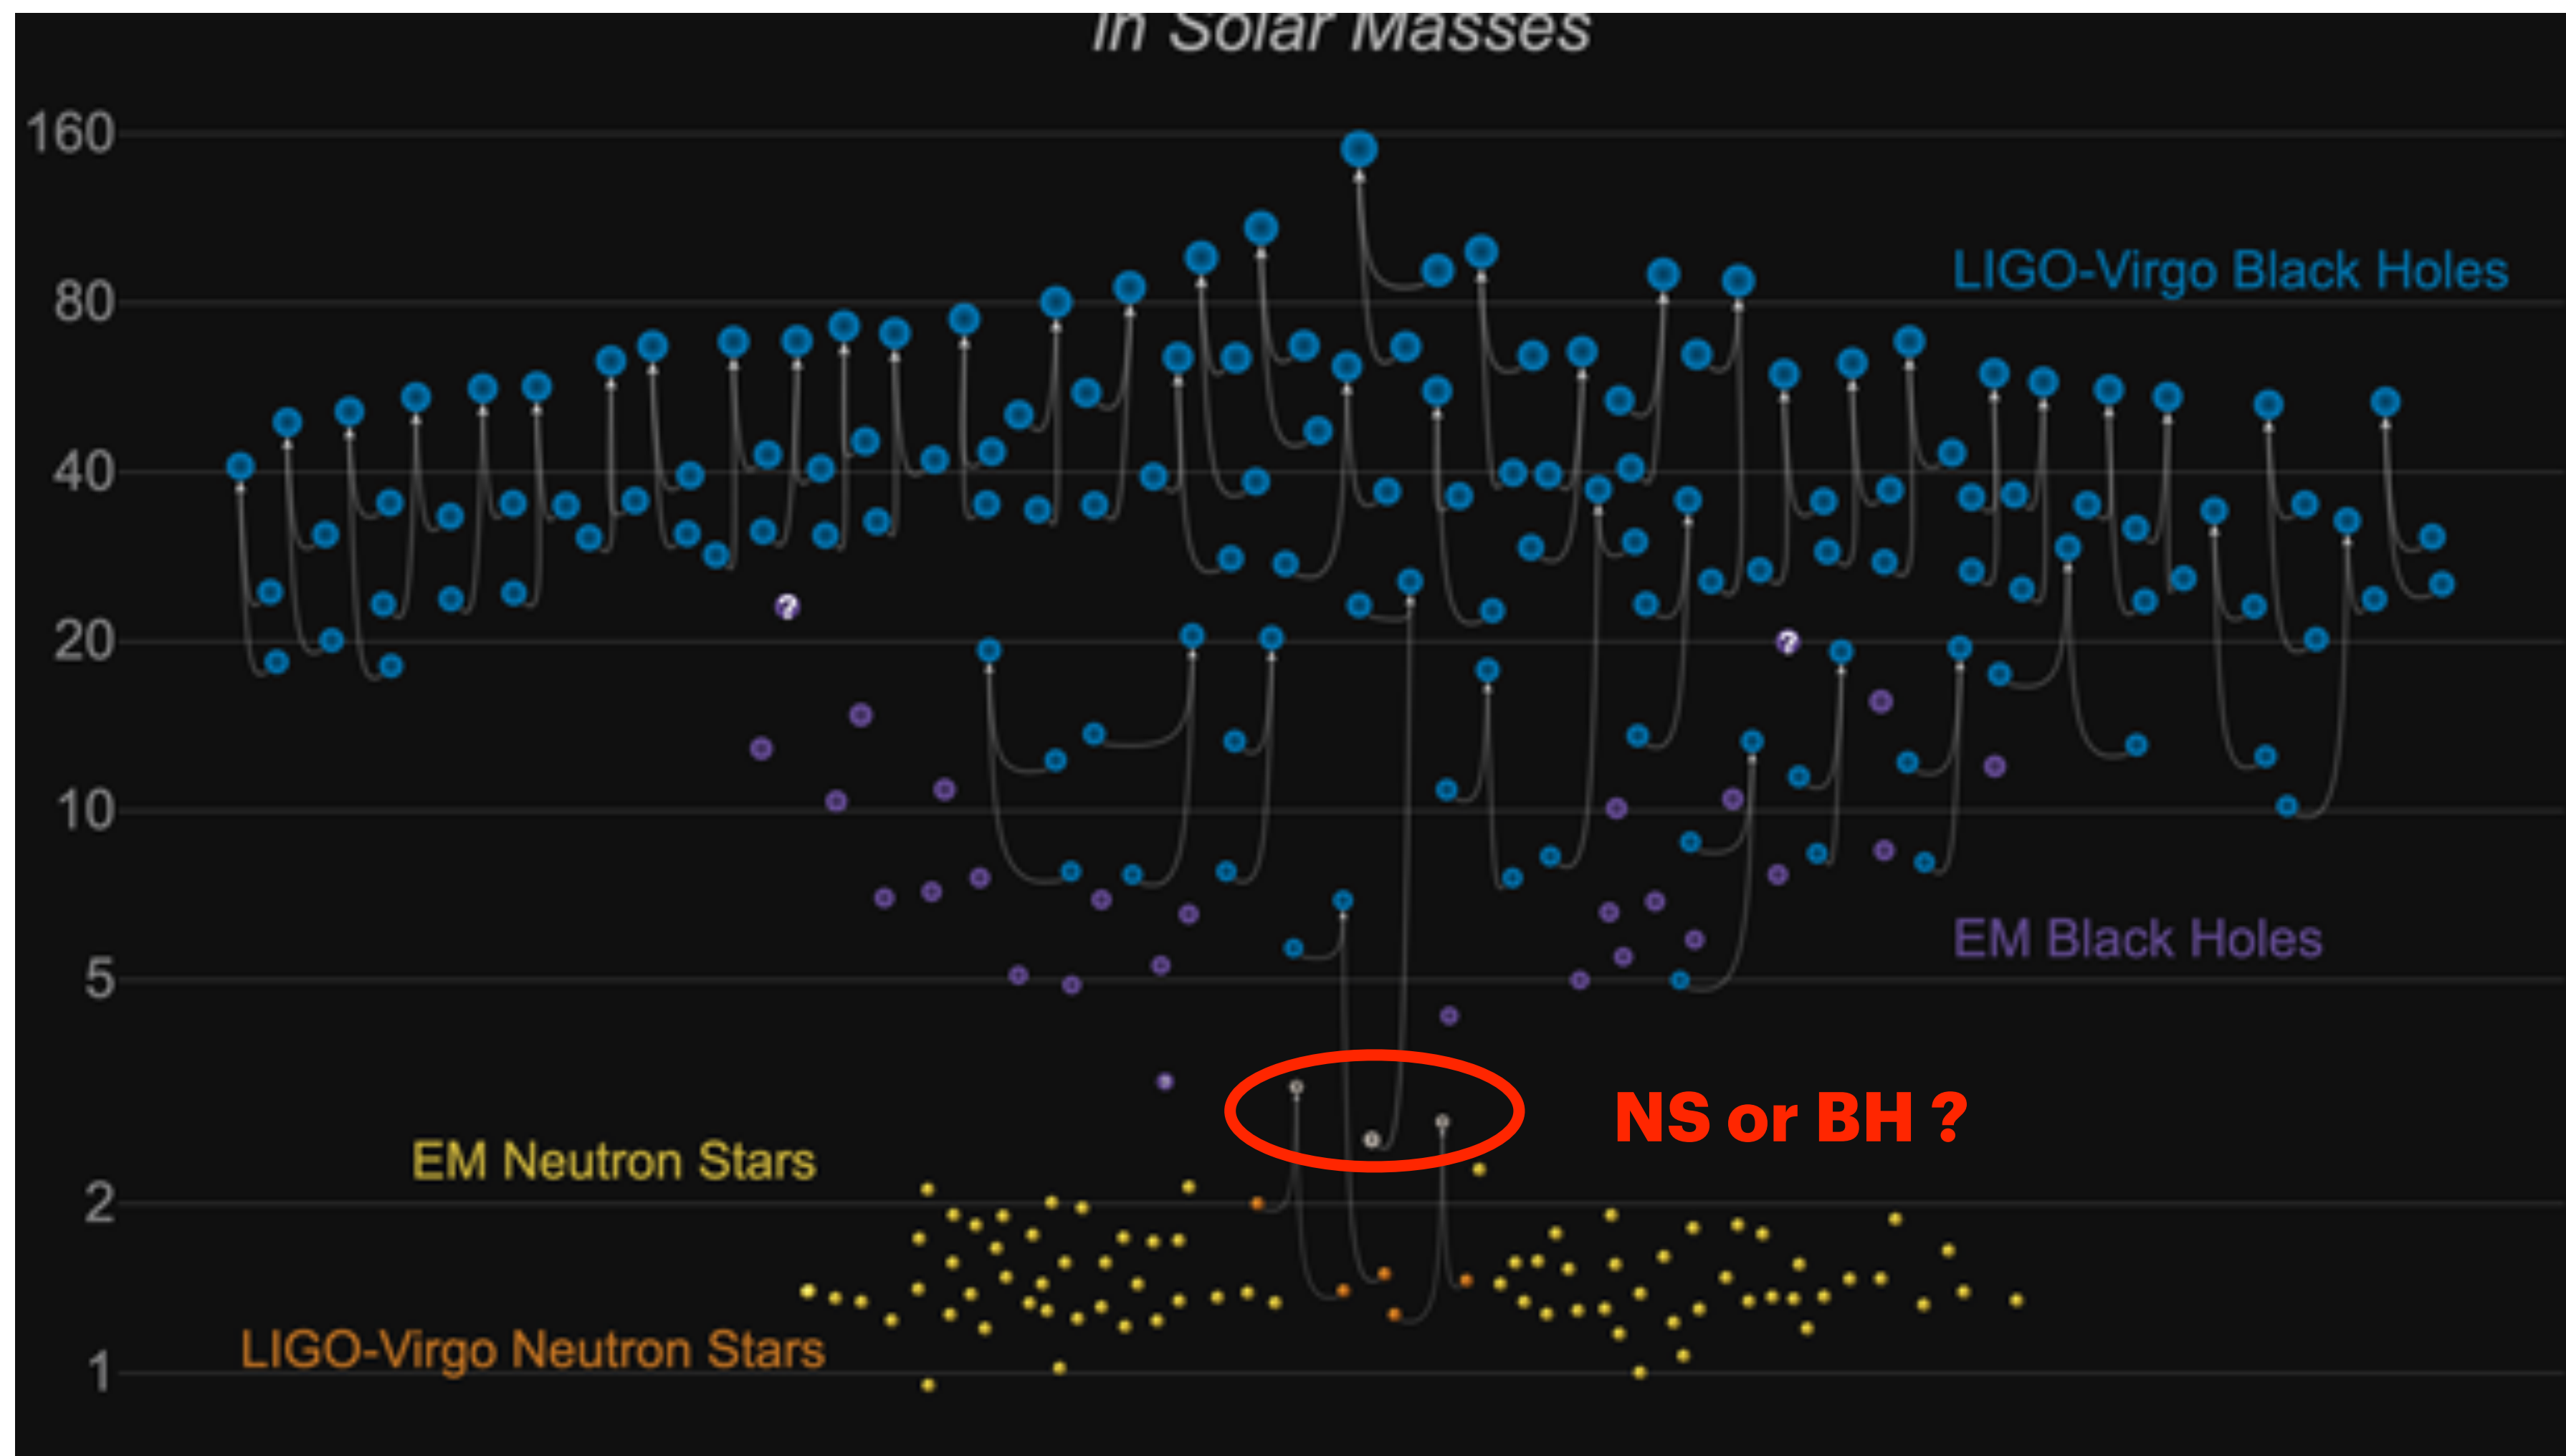 in Solar Masses
160
80
LIGO-Virgo Black Holes
40
?
20
?
10
5
EM Black Holes
NS or BH ?
EM Neutron Stars
2
LIGO-Virgo Neutron Stars
1